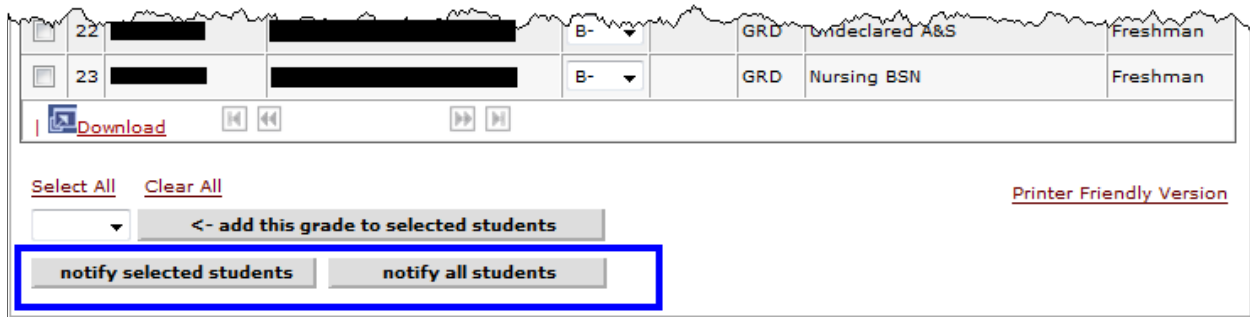 22 B- GRD Undeclared A&S Freshman
23 B- GRD Nursing BSN Freshman
| Download
Select All Clear All Printer Friendly Version
<- add this grade to selected students
notify selected students notify all students